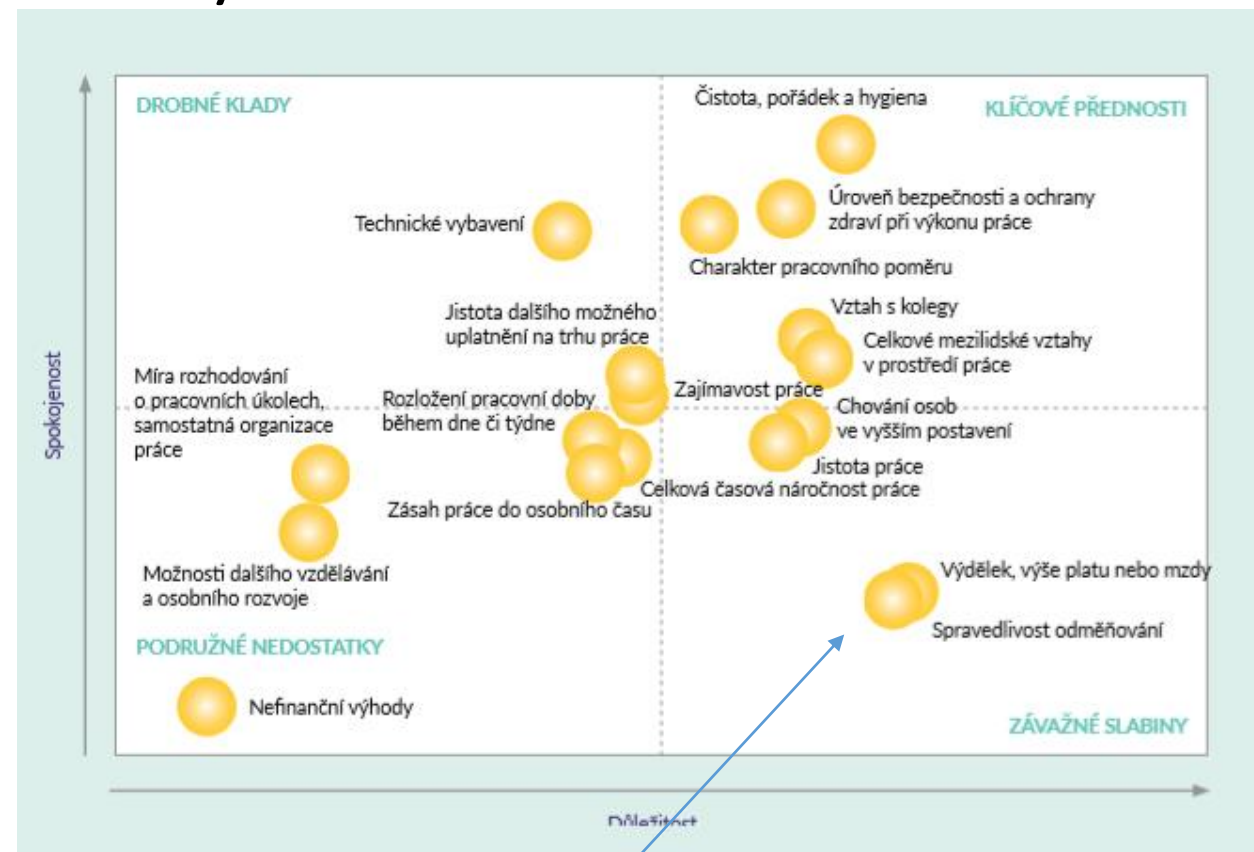 DROBNÉ KLADY
Čistota, pořádek a hygiena
KLÍČOVÉ PŘEDNOSTI
Technické vybavení
Úroveň bezpečnosti a ochrany
zdraví při výkonu práce
Charakter pracovního poměru
Jistota dalšího možného
uplatnění na trhu práce
Vztah s kolegy
Celkové mezilidské vztahy
v prostředí práce
Spokojenost
Míra rozhodování
o pracovních úkolech,
samostatná organizace
práce
Rozložení pracovní doby
během dne či týdne
Zajímavost práce
Chování osob
ve vyšším postavení
Jistota práce
Celková časová náročnost práce
Zásah práce do osobního času
Možnosti dalšího vzdělávání
a osobního rozvoje
Výdělek, výše platu nebo mzdy
Spravedlivost odměňování
PODRUŽNÉ NEDOSTATKY
Nefinanční výhody
ZÁVAŽNÉ SLABINY
Důležitost